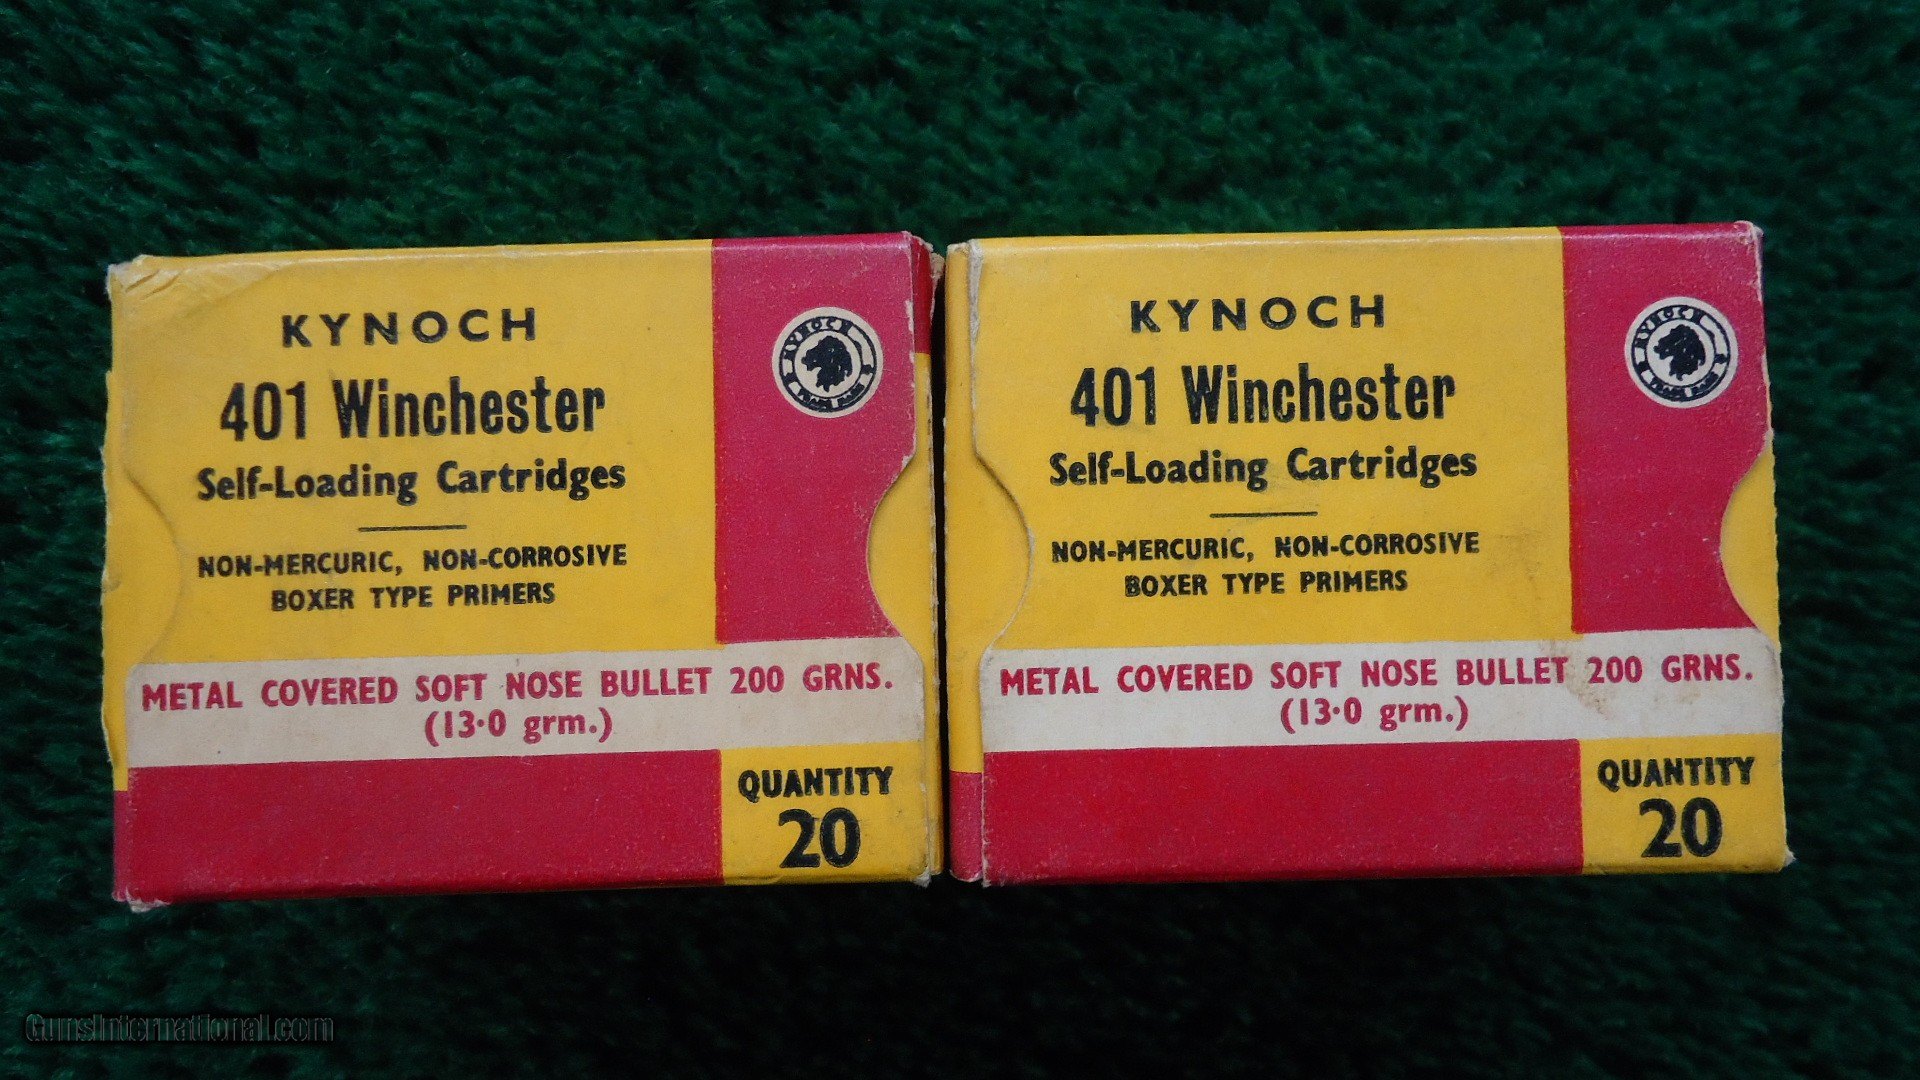 KYNOCH
401 Winchester
Self-Loading Cartridges
NON-MERCURIC, NON-CORROSIVE
BOXER TYPE PRIMERS
METAL COVERED SOFT NOSE BULLET 200 GRNS.
(13·0 grm.)
QUANTITY
20
KYNOCH
KYNOCH
401 Winchester
Self-Loading Cartridges
NON-MERCURIC, NON-CORROSIVE
BOXER TYPE PRIMERS
METAL COVERED SOFT NOSE BULLET 200 GRNS.
(13·0 grm.)
QUANTITY
20
KYNOCH
GunsInternational.com